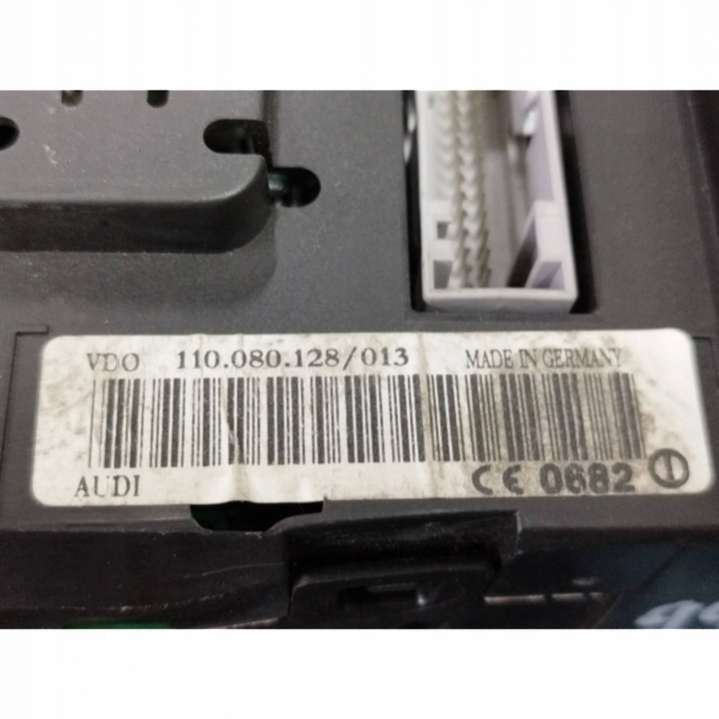 VDO 110.080.128/013 MADE IN GERMANY
AUDI CE 0682